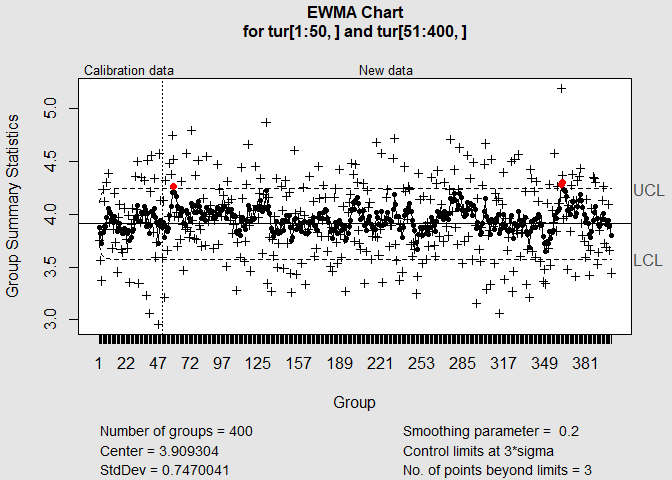 EWMA Chart
for tur[1:50, ] and tur[51:400, ]
Calibration data
New data
Group Summary Statistics
5.0
4.5
4.0
3.5
3.0
UCL
LCL
1 22 47 72 97 125 157 189 221 253 285 317 349 381
Group
Number of groups = 400
Center = 3.909304
StdDev = 0.7470041
Smoothing parameter = 0.2
Control limits at 3*sigma
No. of points beyond limits = 3